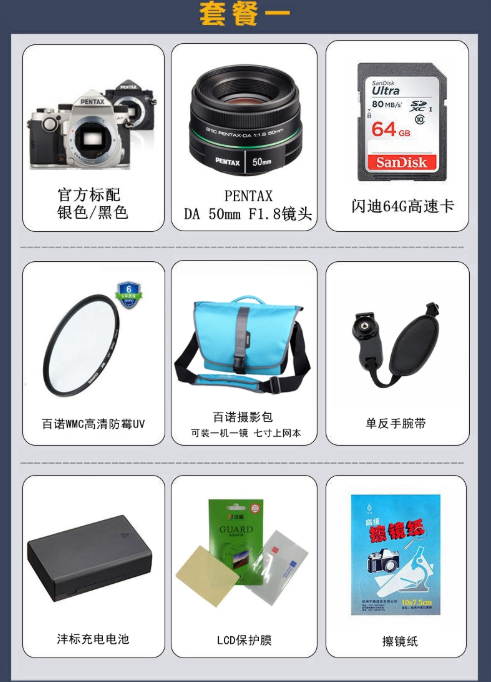 套餐一
PENTAX
官方标配
银色/黑色
SMC PENTAX-DA 1:1.8 50mm
PENTAX 50mm
PENTAX
DA 50mm F1.8镜头
SanDisk
Ultra
80 MB/s
XC I
64 GB
SanDisk
闪迪64G高速卡
6
百诺WMC高清防霉UV
百诺摄影包
可装一机一镜 七寸上网本
单反手腕带
沣标充电电池
GUARD
LCD保护膜
高级
擦镜纸
10x7.5cm
擦镜纸